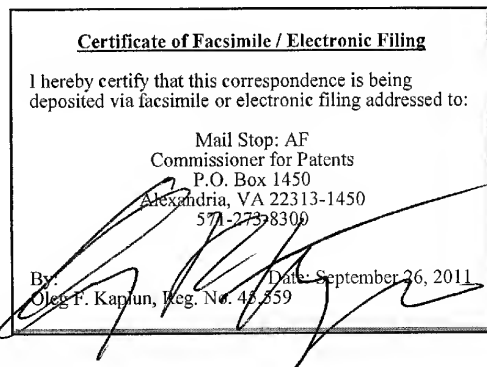 Certificate of Facsimile / Electronic Filing
I hereby certify that this correspondence is being
deposited via facsimile or electronic filing addressed to:
Mail Stop: AF
Commissioner for Patents
P.O. Box 1450
Alexandria, VA 22313-1450
571-273-8300
By: Date: September 26, 2011
Oleg F. Kaplun, Reg. No. 45,559